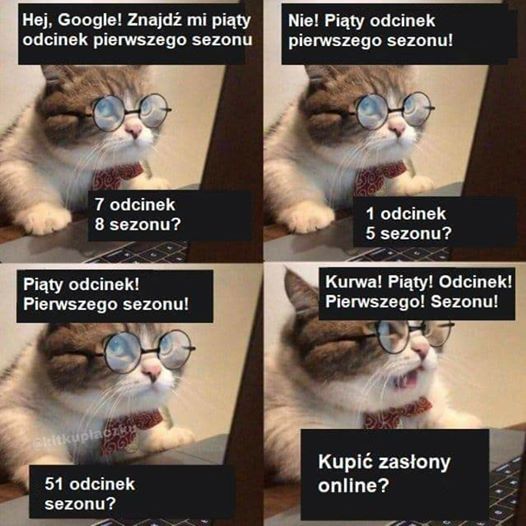 Hej, Google! Znajdź mi piąty
odcinek pierwszego sezonu
7 odcinek
8 sezonu?
Nie! Piąty odcinek
pierwszego sezonu!
1 odcinek
5 sezonu?
Piąty odcinek!
Pierwszego sezonu!
51 odcinek
sezonu?
Kurwa! Piąty! Odcinek!
Pierwszego! Sezonu!
Kupić zasłony
online?